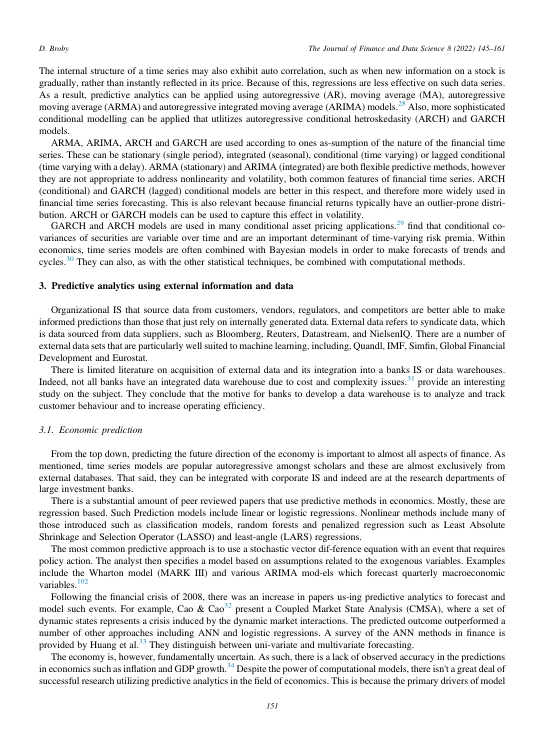 D. Broby
The Journal of Finance and Data Science 8 (2022) 145–161
The internal structure of a time series may also exhibit auto correlation, such as when new information on a stock is
gradually, rather than instantly reflected in its price. Because of this, regressions are less effective on such data series.
As a result, predictive analytics can be applied using autoregressive (AR), moving average (MA), autoregressive
moving average (ARMA) and autoregressive integrated moving average (ARIMA) models.28 Also, more sophisticated
conditional modelling can be applied that utlitizes autoregressive conditional hetroskedasity (ARCH) and GARCH
models.
ARMA, ARIMA, ARCH and GARCH are used according to ones as-sumption of the nature of the financial time
series. These can be stationary (single period), integrated (seasonal), conditional (time varying) or lagged conditional
(time varying with a delay). ARMA (stationary) and ARIMA (integrated) are both flexible predictive methods, however
they are not appropriate to address nonlinearity and volatility, both common features of financial time series. ARCH
(conditional) and GARCH (lagged) conditional models are better in this respect, and therefore more widely used in
financial time series forecasting. This is also relevant because financial returns typically have an outlier-prone distri-
bution. ARCH or GARCH models can be used to capture this effect in volatility.
GARCH and ARCH models are used in many conditional asset pricing applications.29 find that conditional co-
variances of securities are variable over time and are an important determinant of time-varying risk premia. Within
economics, time series models are often combined with Bayesian models in order to make forecasts of trends and
cycles.30 They can also, as with the other statistical techniques, be combined with computational methods.
3. Predictive analytics using external information and data
Organizational IS that source data from customers, vendors, regulators, and competitors are better able to make
informed predictions than those that just rely on internally generated data. External data refers to syndicate data, which
is data sourced from data suppliers, such as Bloomberg, Reuters, Datastream, and NielsenIQ. There are a number of
external data sets that are particularly well suited to machine learning, including, Quandl, IMF, Simfin, Global Financial
Development and Eurostat.
There is limited literature on acquisition of external data and its integration into a banks IS or data warehouses.
Indeed, not all banks have an integrated data warehouse due to cost and complexity issues.31 provide an interesting
study on the subject. They conclude that the motive for banks to develop a data warehouse is to analyze and track
customer behaviour and to increase operating efficiency.
3.1. Economic prediction
From the top down, predicting the future direction of the economy is important to almost all aspects of finance. As
mentioned, time series models are popular autoregressive amongst scholars and these are almost exclusively from
external databases. That said, they can be integrated with corporate IS and indeed are at the research departments of
large investment banks.
There is a substantial amount of peer reviewed papers that use predictive methods in economics. Mostly, these are
regression based. Such Prediction models include linear or logistic regressions. Nonlinear methods include many of
those introduced such as classification models, random forests and penalized regression such as Least Absolute
Shrinkage and Selection Operator (LASSO) and least-angle (LARS) regressions.
The most common predictive approach is to use a stochastic vector dif-ference equation with an event that requires
policy action. The analyst then specifies a model based on assumptions related to the exogenous variables. Examples
include the Wharton model (MARK III) and various ARIMA mod-els which forecast quarterly macroeconomic
variables.102
Following the financial crisis of 2008, there was an increase in papers us-ing predictive analytics to forecast and
model such events. For example, Cao & Cao32 present a Coupled Market State Analysis (CMSA), where a set of
dynamic states represents a crisis induced by the dynamic market interactions. The predicted outcome outperformed a
number of other approaches including ANN and logistic regressions. A survey of the ANN methods in finance is
provided by Huang et al.33 They distinguish between uni-variate and multivariate forecasting.
The economy is, however, fundamentally uncertain. As such, there is a lack of observed accuracy in the predictions
in economics such as inflation and GDP growth.34 Despite the power of computational models, there isn't a great deal of
successful research utilizing predictive analytics in the field of economics. This is because the primary drivers of model
151